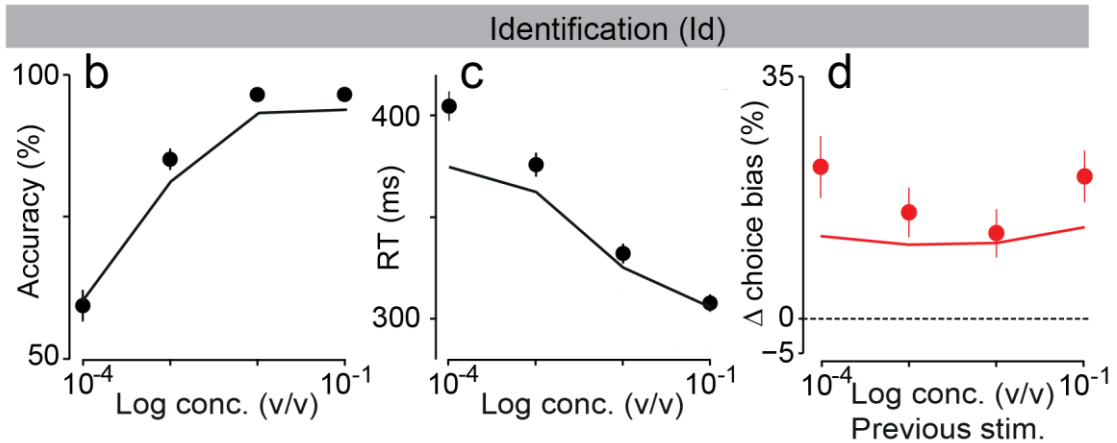 Identification (Id)
b
c
d
100
50
Accuracy (%)
10⁻⁴
10⁻¹
Log conc. (v/v)
400
300
RT (ms)
10⁻⁴
10⁻¹
Log conc. (v/v)
35
0
−5
Δ choice bias (%)
10⁻⁴
10⁻¹
Log conc. (v/v)
Previous stim.